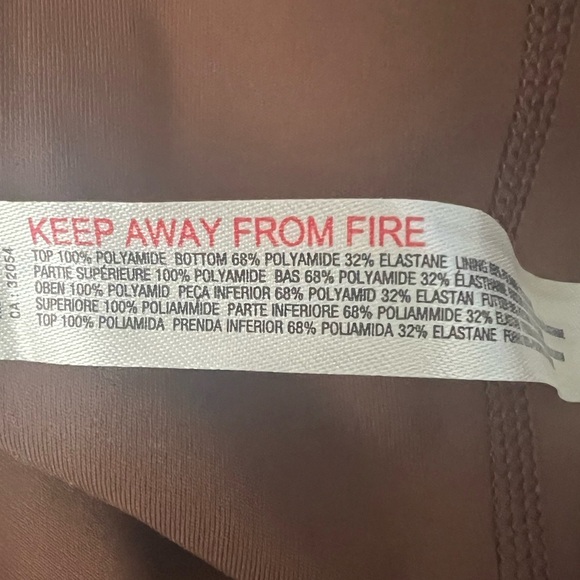 KEEP AWAY FROM FIRE
TOP 100% POLYAMIDE BOTTOM 68% POLYAMIDE 32% ELASTANE LINING
PARTIE SUPÉRIEURE 100% POLYAMIDE BAS 68% POLYAMIDE 32%
OBEN 100% POLYAMID PEÇA INFERIOR 68% POLYAMID 32% ELASTAN
SUPERIORE 100% POLIAMMIDE PARTE INFERIORE 68% POLIAMMIDE 32%
TOP 100% POLIAMIDA PRENDA INFERIOR 68% POLIAMIDA 32% ELASTANE
CA 32054